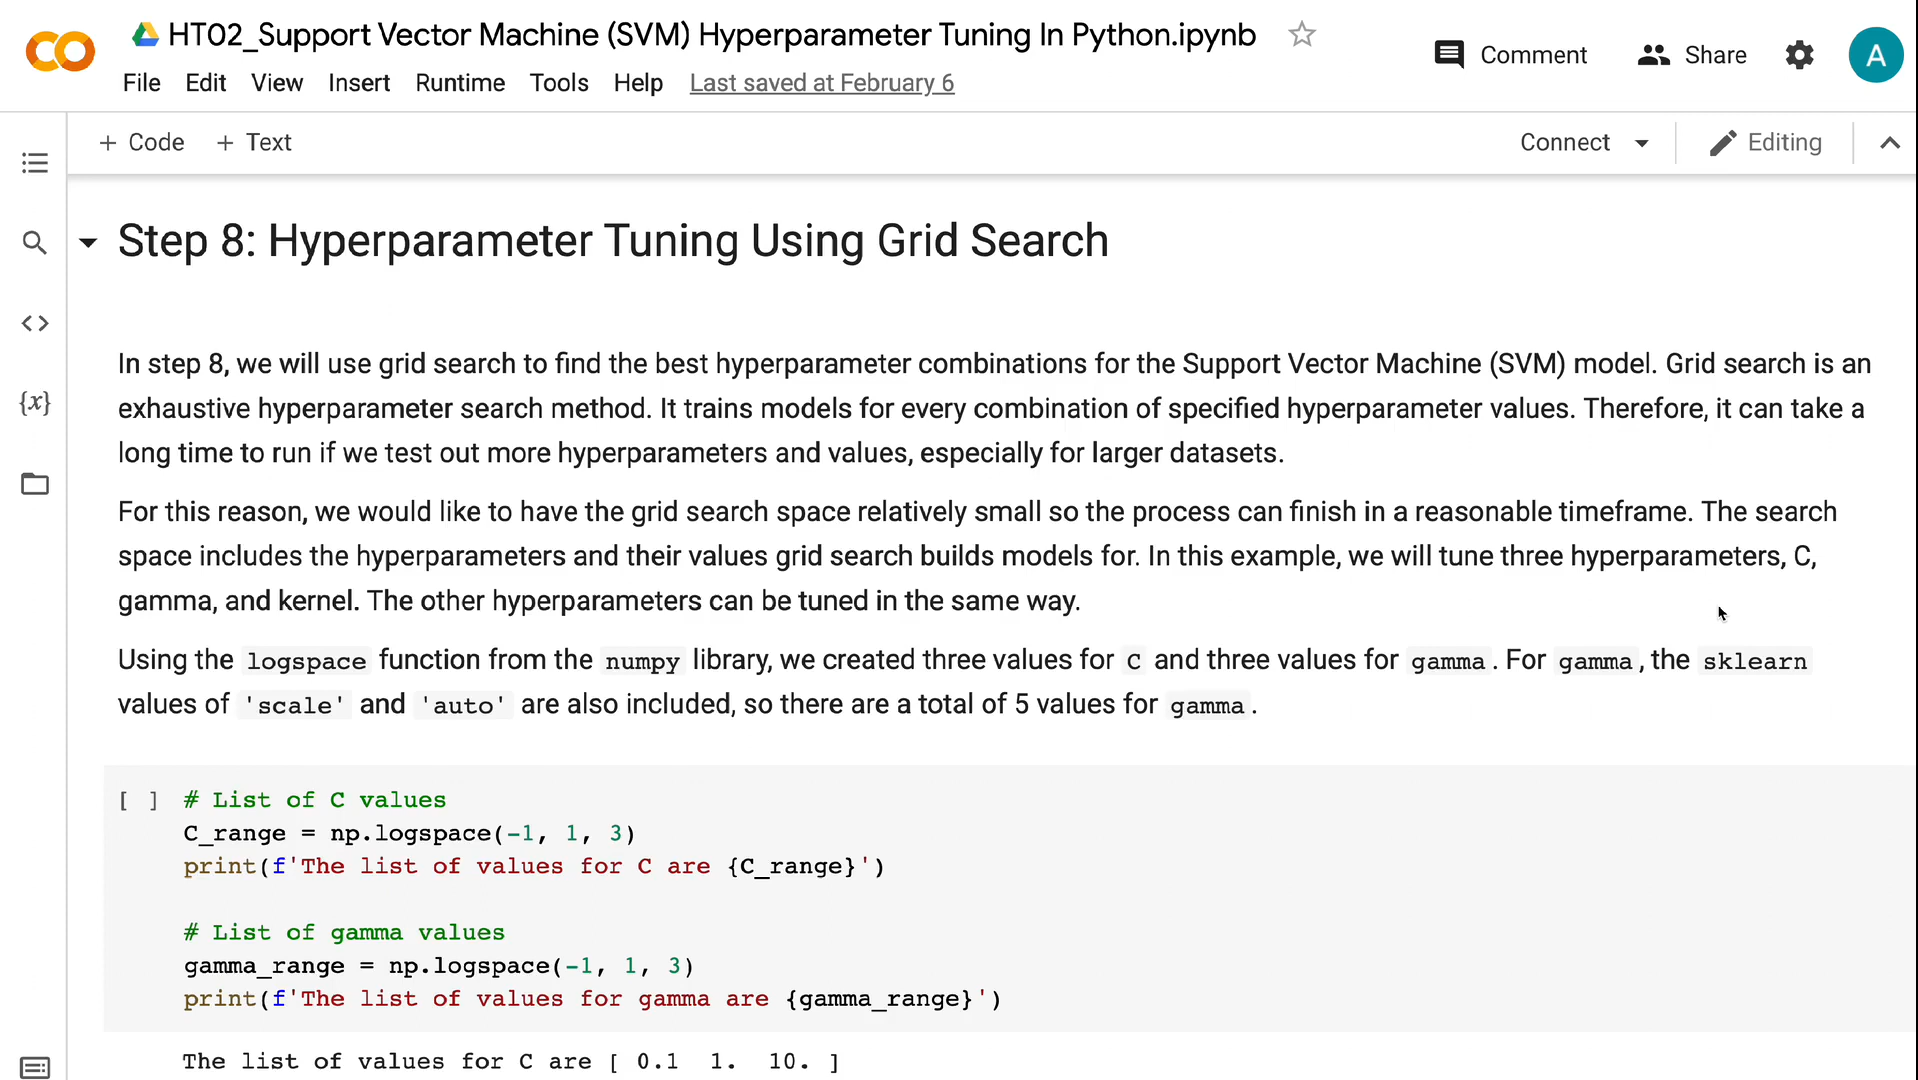 HT02_Support Vector Machine (SVM) Hyperparameter Tuning In Python.ipynb
File Edit View Insert Runtime Tools Help Last saved at February 6
Comment Share A
+ Code + Text Connect Editing
Step 8: Hyperparameter Tuning Using Grid Search
In step 8, we will use grid search to find the best hyperparameter combinations for the Support Vector Machine (SVM) model. Grid search is an
exhaustive hyperparameter search method. It trains models for every combination of specified hyperparameter values. Therefore, it can take a
long time to run if we test out more hyperparameters and values, especially for larger datasets.
For this reason, we would like to have the grid search space relatively small so the process can finish in a reasonable timeframe. The search
space includes the hyperparameters and their values grid search builds models for. In this example, we will tune three hyperparameters, C,
gamma, and kernel. The other hyperparameters can be tuned in the same way.
Using the logspace function from the numpy library, we created three values for C and three values for gamma. For gamma, the sklearn
values of 'scale' and 'auto' are also included, so there are a total of 5 values for gamma.
[ ] # List of C values
C_range = np.logspace(-1, 1, 3)
print(f'The list of values for C are {C_range}')
# List of gamma values
gamma_range = np.logspace(-1, 1, 3)
print(f'The list of values for gamma are {gamma_range}')
The list of values for C are [ 0.1 1. 10. ]